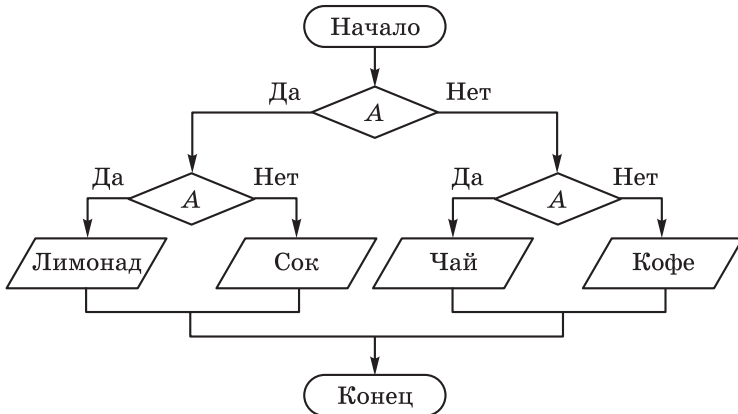 Начало
Да
Нет
A
Да
Нет
Да
Нет
A
A
Лимонад
Сок
Чай
Кофе
Конец